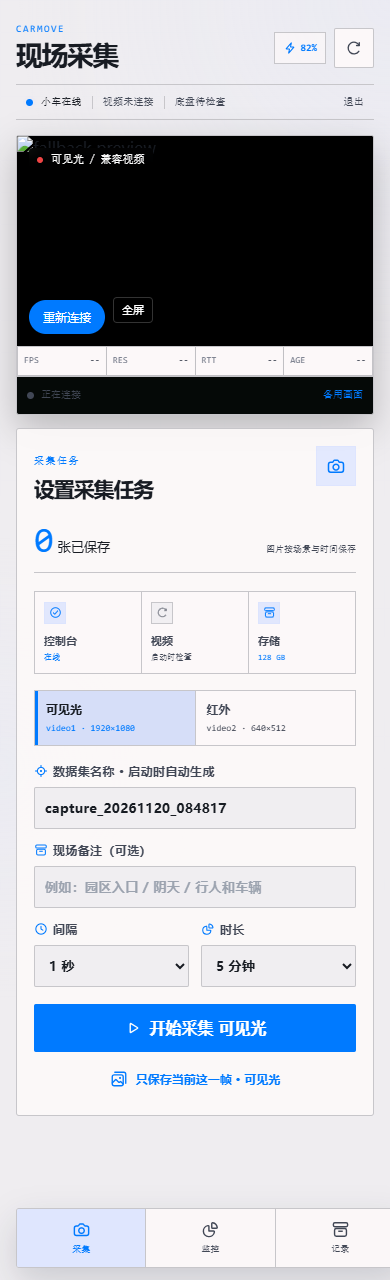 CARMOVE
现场采集
82%
小车在线
视频未连接
底盘待检查
退出
fallback preview
可见光 / 兼容视频
重新连接
全屏
FPS --
RES --
RTT --
AGE --
正在连接
备用画面
采集任务
设置采集任务
0 张已保存
图片按场景与时间保存
控制台
在线
视频
启动时检查
存储
128 GB
可见光
video1 · 1920×1080
红外
video2 · 640×512
数据集名称 • 启动时自动生成
capture_20261120_084817
现场备注（可选）
例如：园区入口 / 阴天 / 行人和车辆
间隔
时长
1 秒
5 分钟
开始采集 可见光
只保存当前这一帧 • 可见光
采集
监控
记录